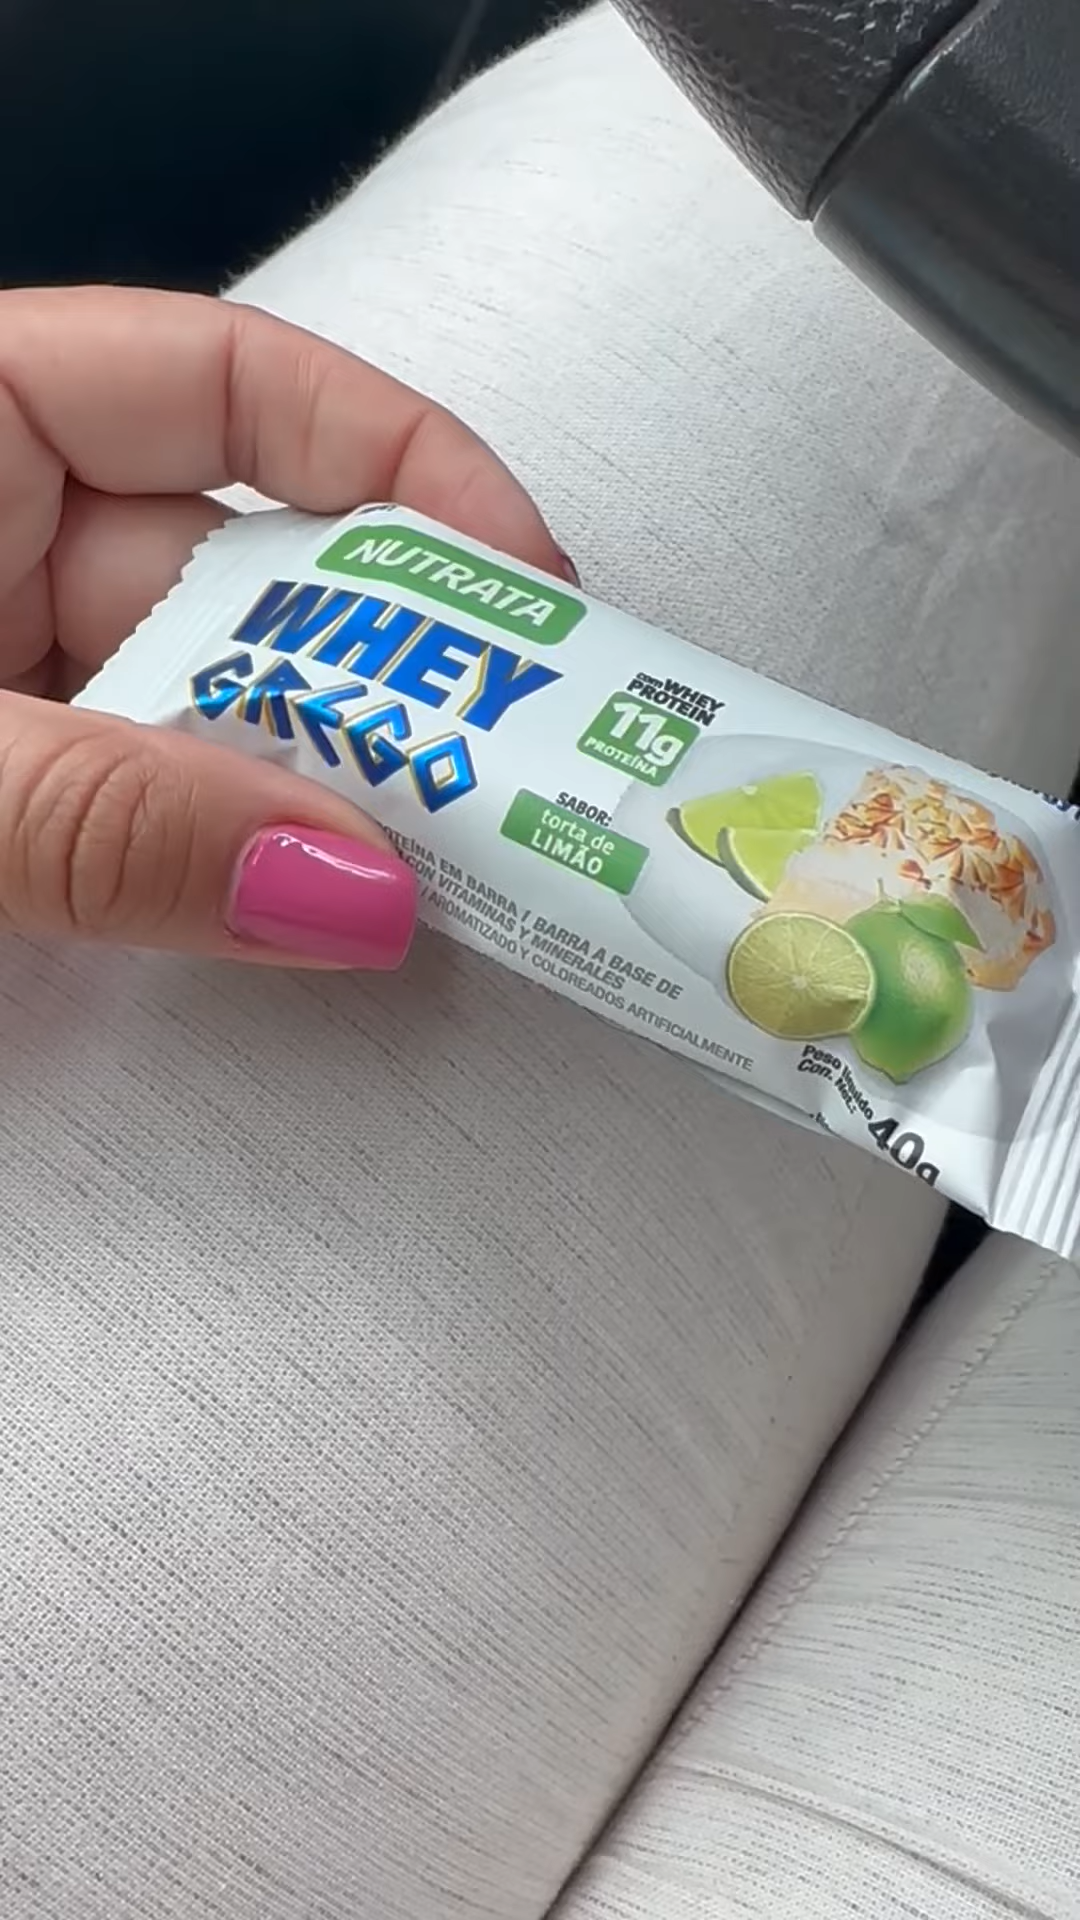 NUTRATA
WHEY
GREGO
com WHEY
PROTEIN
11g
PROTEÍNA
SABOR:
torta de
LIMÃO
EM BARRA / BARRA A BASE DE
CON VITAMINAS Y MINERALES
/ AROMATIZADO Y COLOREADOS ARTIFICIALMENTE
Peso líquido
Con. Net.:
40g